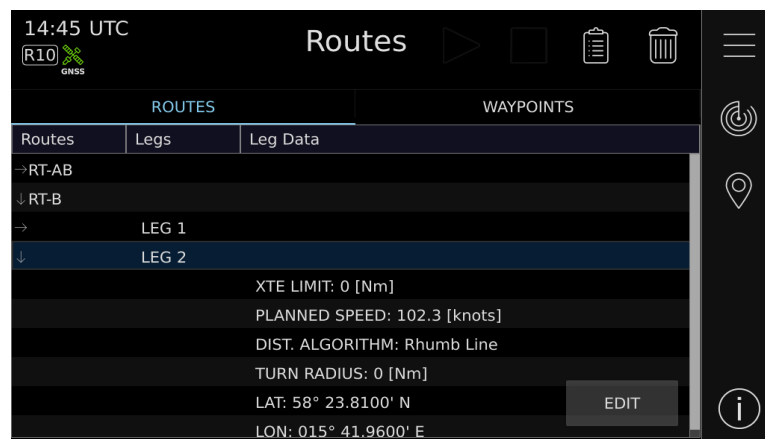 14:45 UTC
R10
GNSS
Routes
ROUTES
WAYPOINTS
Routes
Legs
Leg Data
→RT-AB
↓RT-B
→ LEG 1
↓ LEG 2
XTE LIMIT: 0 [Nm]
PLANNED SPEED: 102.3 [knots]
DIST. ALGORITHM: Rhumb Line
TURN RADIUS: 0 [Nm]
LAT: 58° 23.8100' N
EDIT
LON: 015° 41.9600' E